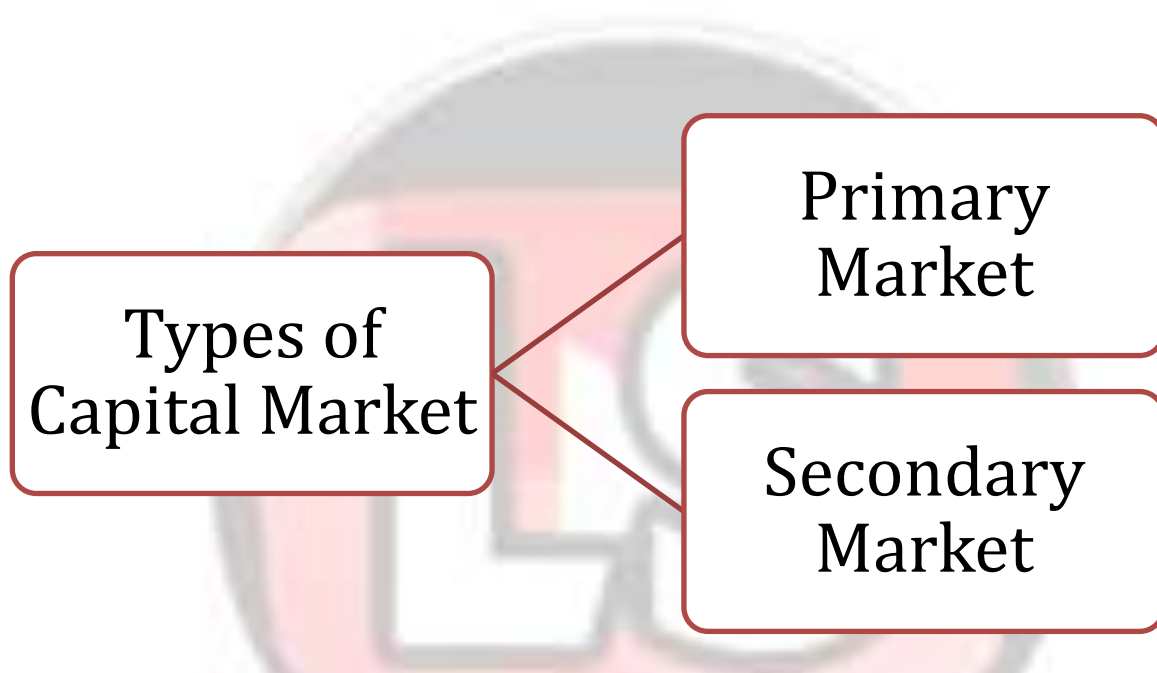 Types of
Capital Market
Primary
Market
Secondary
Market